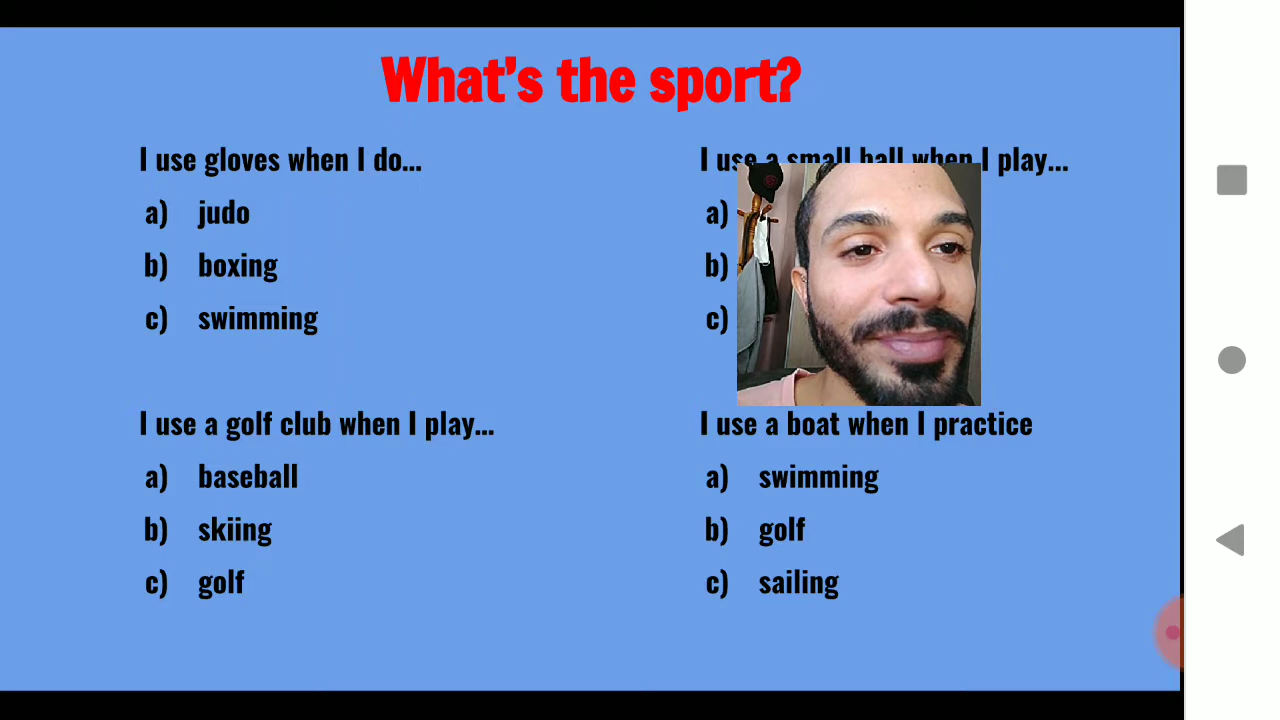 What's the sport?
I use gloves when I do...
a) judo
b) boxing
c) swimming
I use a small ball when I play...
a)
b)
c)
I use a golf club when I play...
a) baseball
b) skiing
c) golf
I use a boat when I practice
a) swimming
b) golf
c) sailing